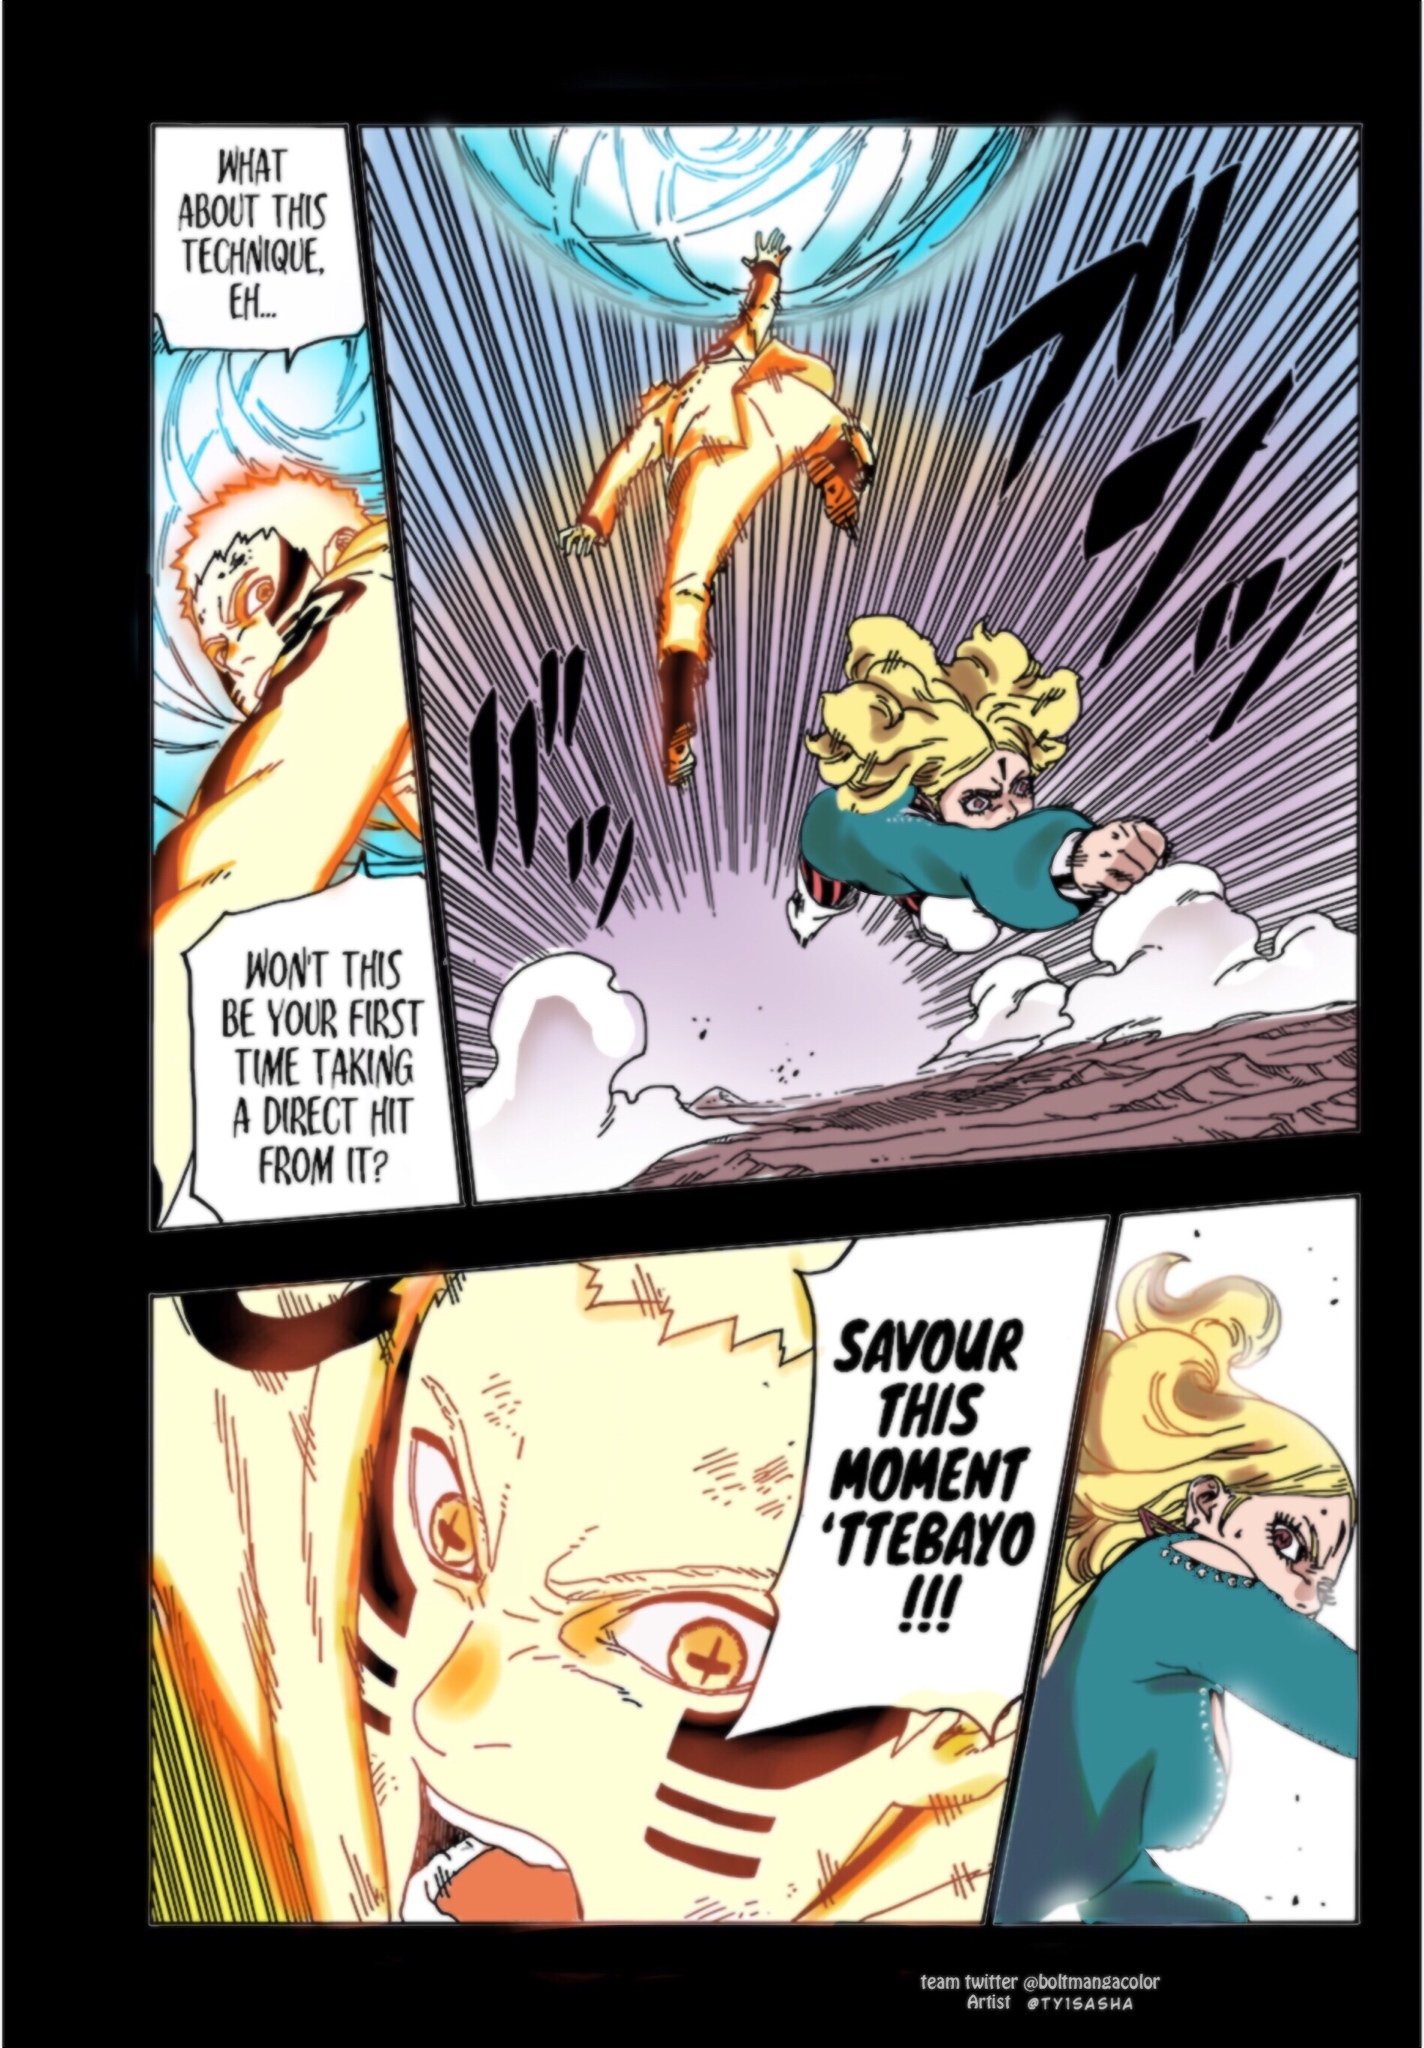 WHAT
ABOUT THIS
TECHNIQUE,
EH...
WON'T THIS
BE YOUR FIRST
TIME TAKING
A DIRECT HIT
FROM IT?
SAVOUR
THIS
MOMENT
'TTEBAYO
!!!
team twitter @boltmangacolor
Artist @TY1SASHA